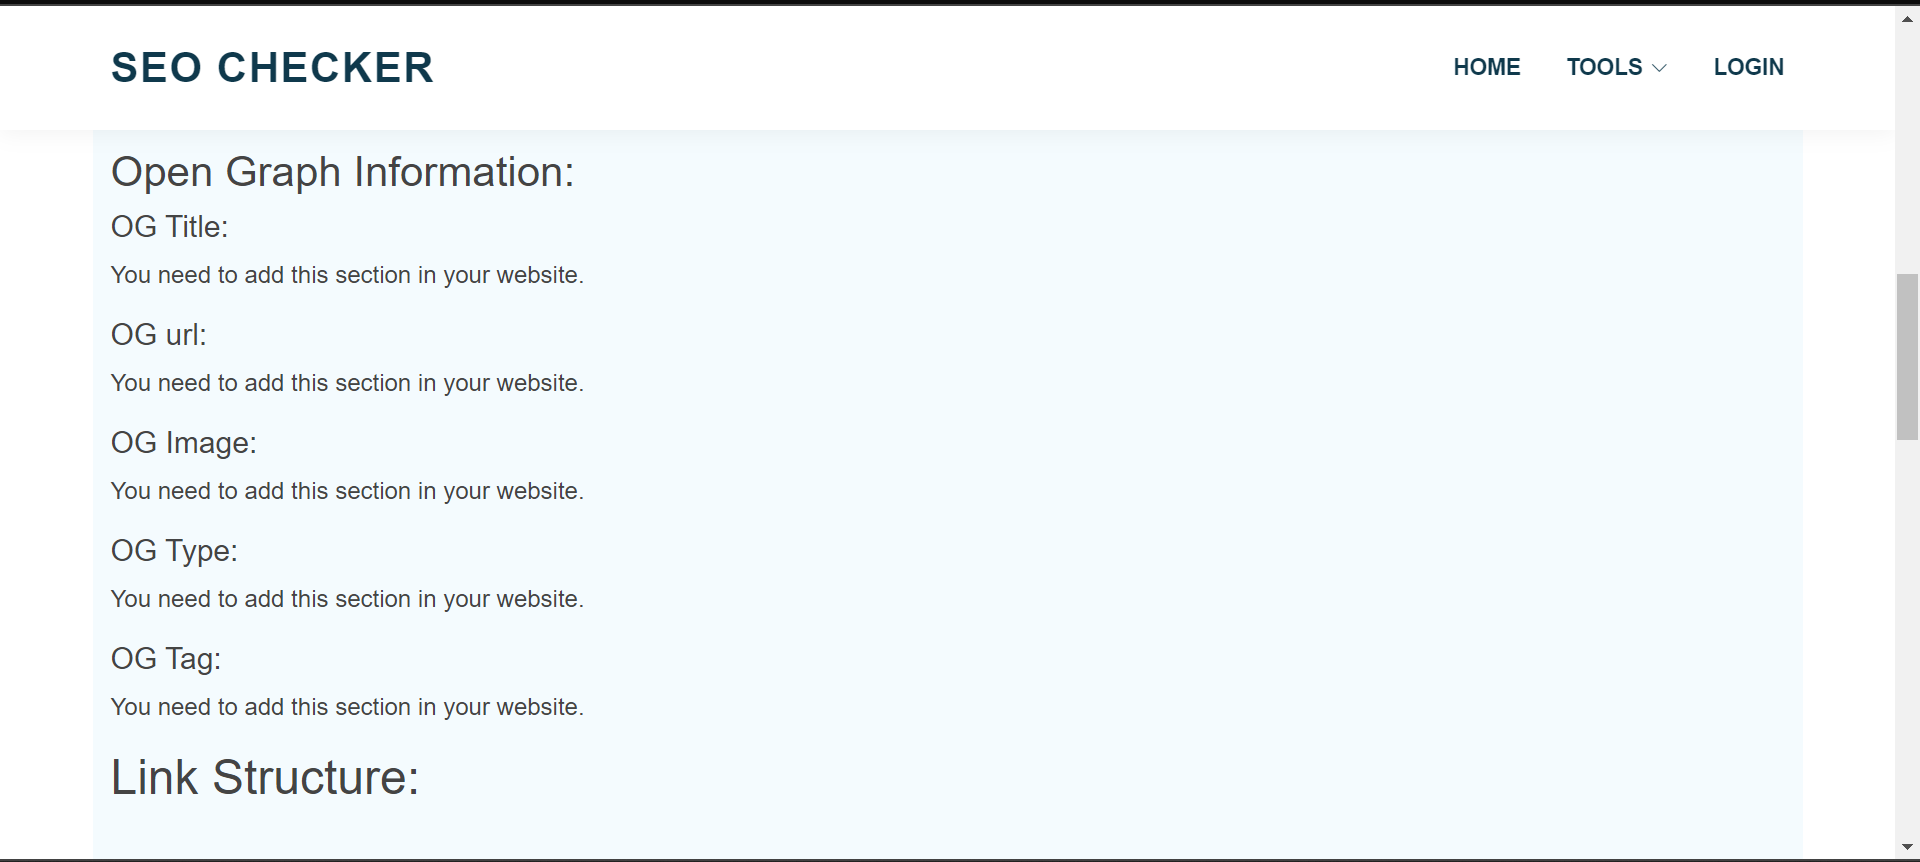 SEO CHECKER
HOME TOOLS LOGIN
Open Graph Information:
OG Title:
You need to add this section in your website.
OG url:
You need to add this section in your website.
OG Image:
You need to add this section in your website.
OG Type:
You need to add this section in your website.
OG Tag:
You need to add this section in your website.
Link Structure: